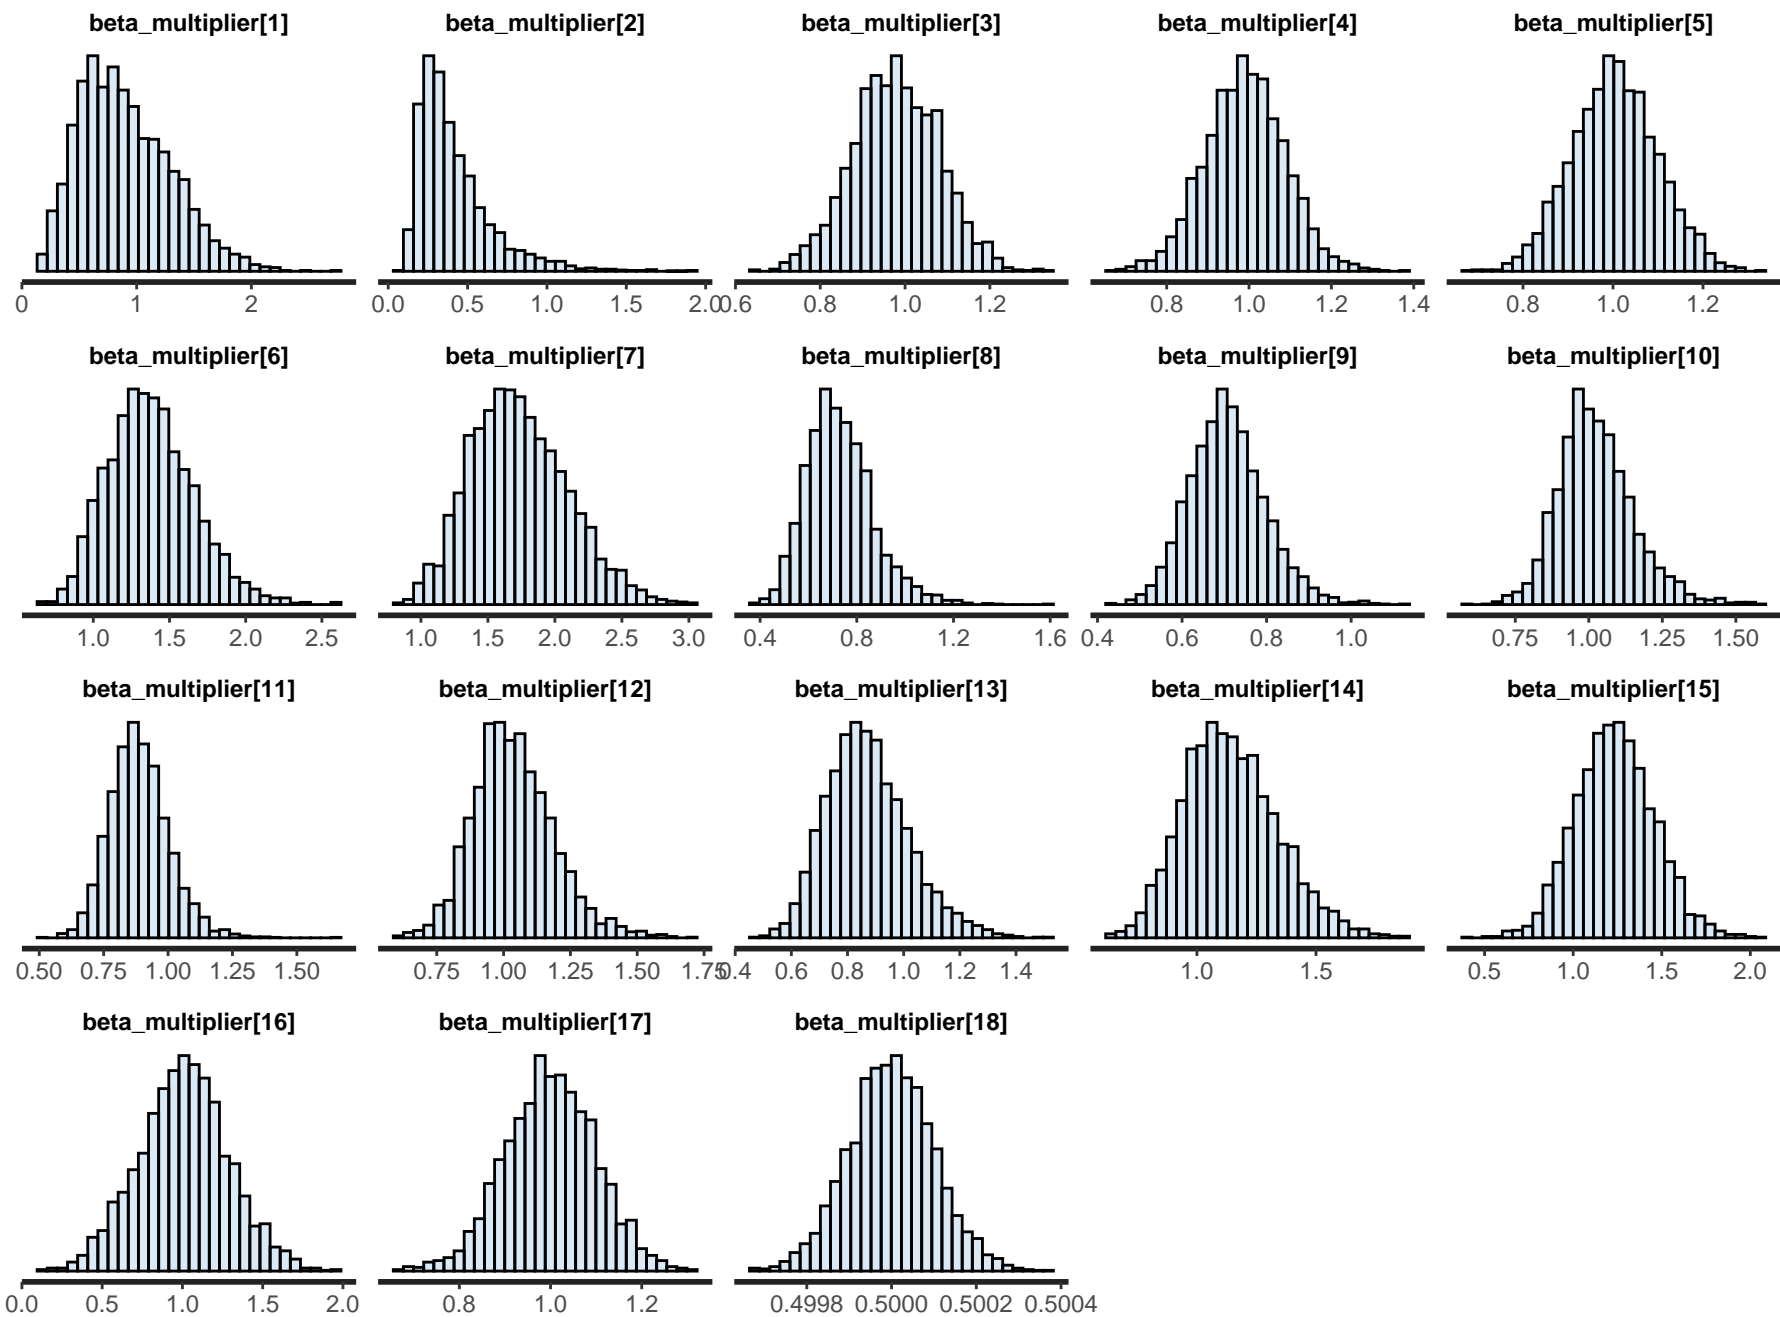 beta_multiplier[1] beta_multiplier[2] beta_multiplier[3] beta_multiplier[4] beta_multiplier[5]
0 1 2 0.0 0.5 1.0 1.5 2.0 0.6 0.8 1.0 1.2 0.8 1.0 1.2 1.4 0.8 1.0 1.2
beta_multiplier[6] beta_multiplier[7] beta_multiplier[8] beta_multiplier[9] beta_multiplier[10]
1.0 1.5 2.0 2.5 1.0 1.5 2.0 2.5 3.0 0.4 0.8 1.2 1.6 0.4 0.6 0.8 1.0 0.75 1.00 1.25 1.50
beta_multiplier[11] beta_multiplier[12] beta_multiplier[13] beta_multiplier[14] beta_multiplier[15]
0.50 0.75 1.00 1.25 1.50 0.75 1.00 1.25 1.50 1.75 0.4 0.6 0.8 1.0 1.2 1.4 1.0 1.5 0.5 1.0 1.5 2.0
beta_multiplier[16] beta_multiplier[17] beta_multiplier[18]
0.0 0.5 1.0 1.5 2.0 0.8 1.0 1.2 0.4998 0.5000 0.5002 0.5004